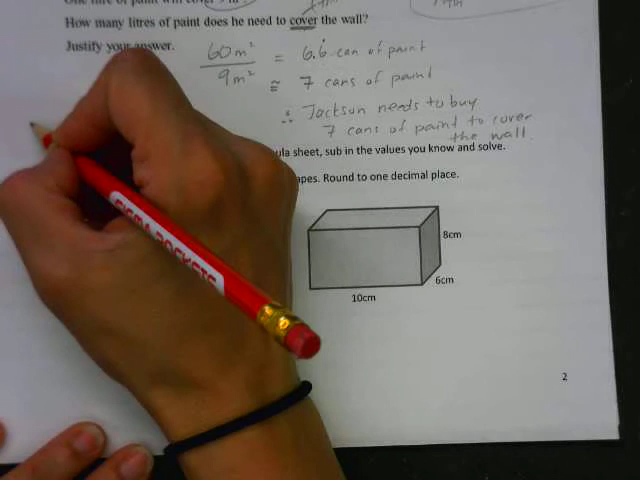 How many litres of paint does he need to cover the wall?
Justify your answer.
60m² / 9m² = 6.6̇ can of paint
≅ 7 cans of paint
∴ Jackson needs to buy
7 cans of paint to cover
the wall.
ula sheet, sub in the values you know and solve.
apes. Round to one decimal place.
8cm
6cm
10cm
SIGMA ROCKETS
2